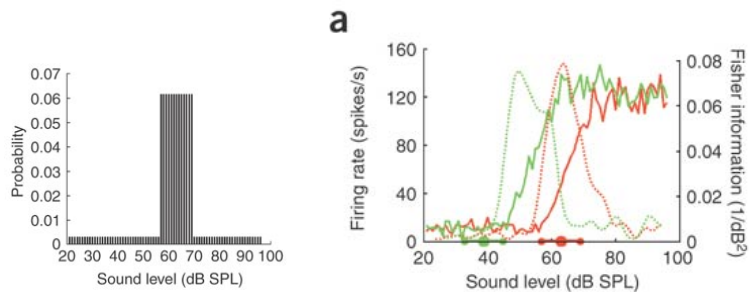 a
0.07
0.06
0.05
0.04
0.03
0.02
0.01
0
Probability
20 30 40 50 60 70 80 90 100
Sound level (dB SPL)
160
120
80
40
0
Firing rate (spikes/s)
0.08
0.06
0.04
0.02
0
Fisher information (1/dB²)
20 40 60 80 100
Sound level (dB SPL)